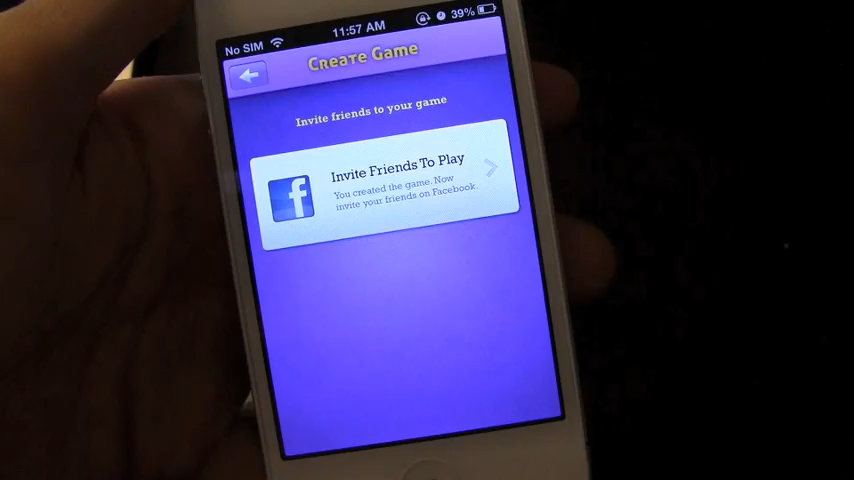 No SIM 11:57 AM 39%
Create Game
Invite friends to your game
Invite Friends To Play
You created the game. Now
invite your friends on Facebook.
f